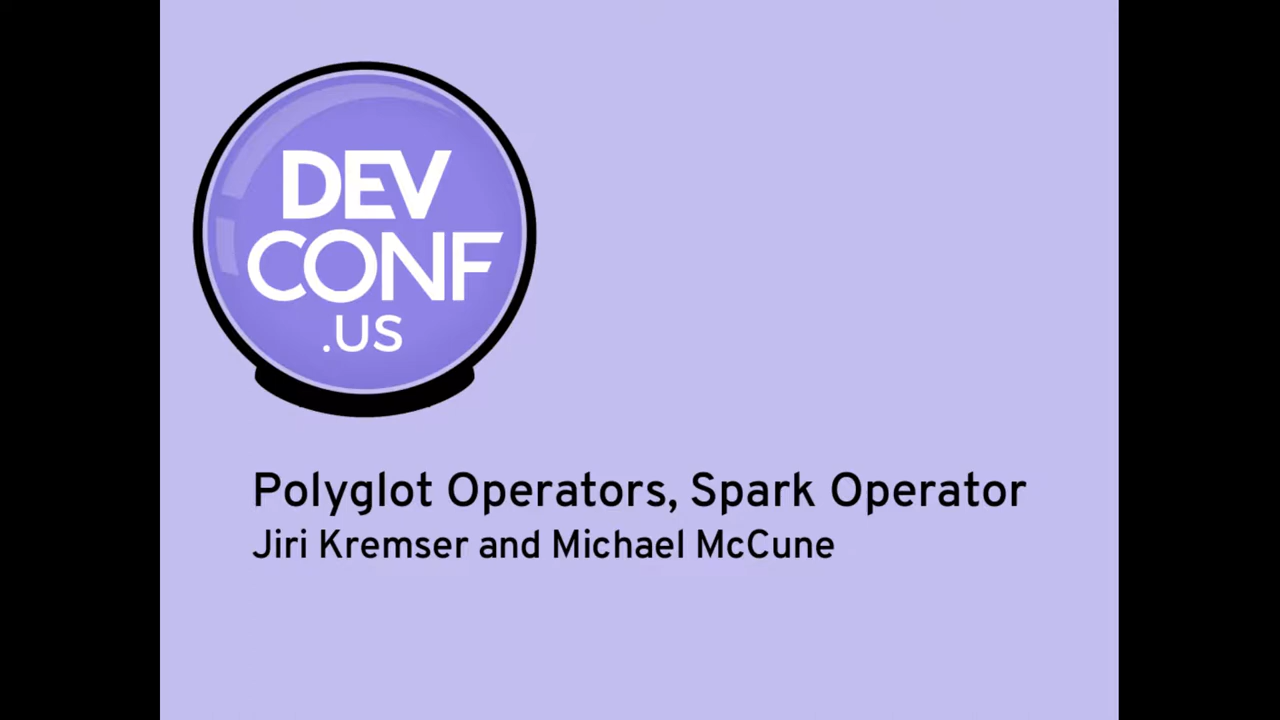 DEV
CONF
.US
Polyglot Operators, Spark Operator
Jiri Kremser and Michael McCune